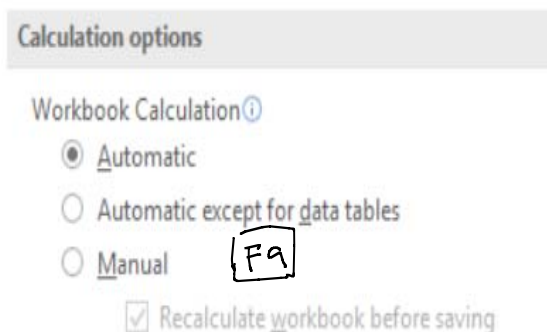 Calculation options
Workbook Calculation
Automatic
Automatic except for data tables
Manual F9
Recalculate workbook before saving